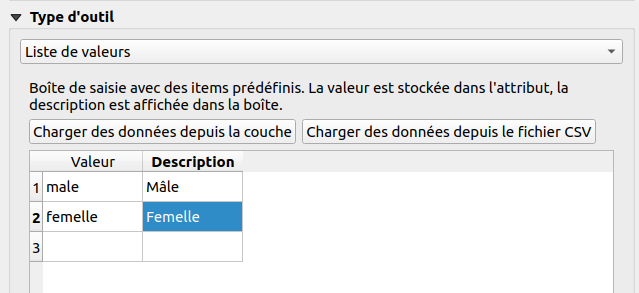 Type d'outil
Liste de valeurs
Boîte de saisie avec des items prédéfinis. La valeur est stockée dans l'attribut, la
description est affichée dans la boîte.
Charger des données depuis la couche Charger des données depuis le fichier CSV
Valeur Description
1 male Mâle
2 femelle Femelle
3